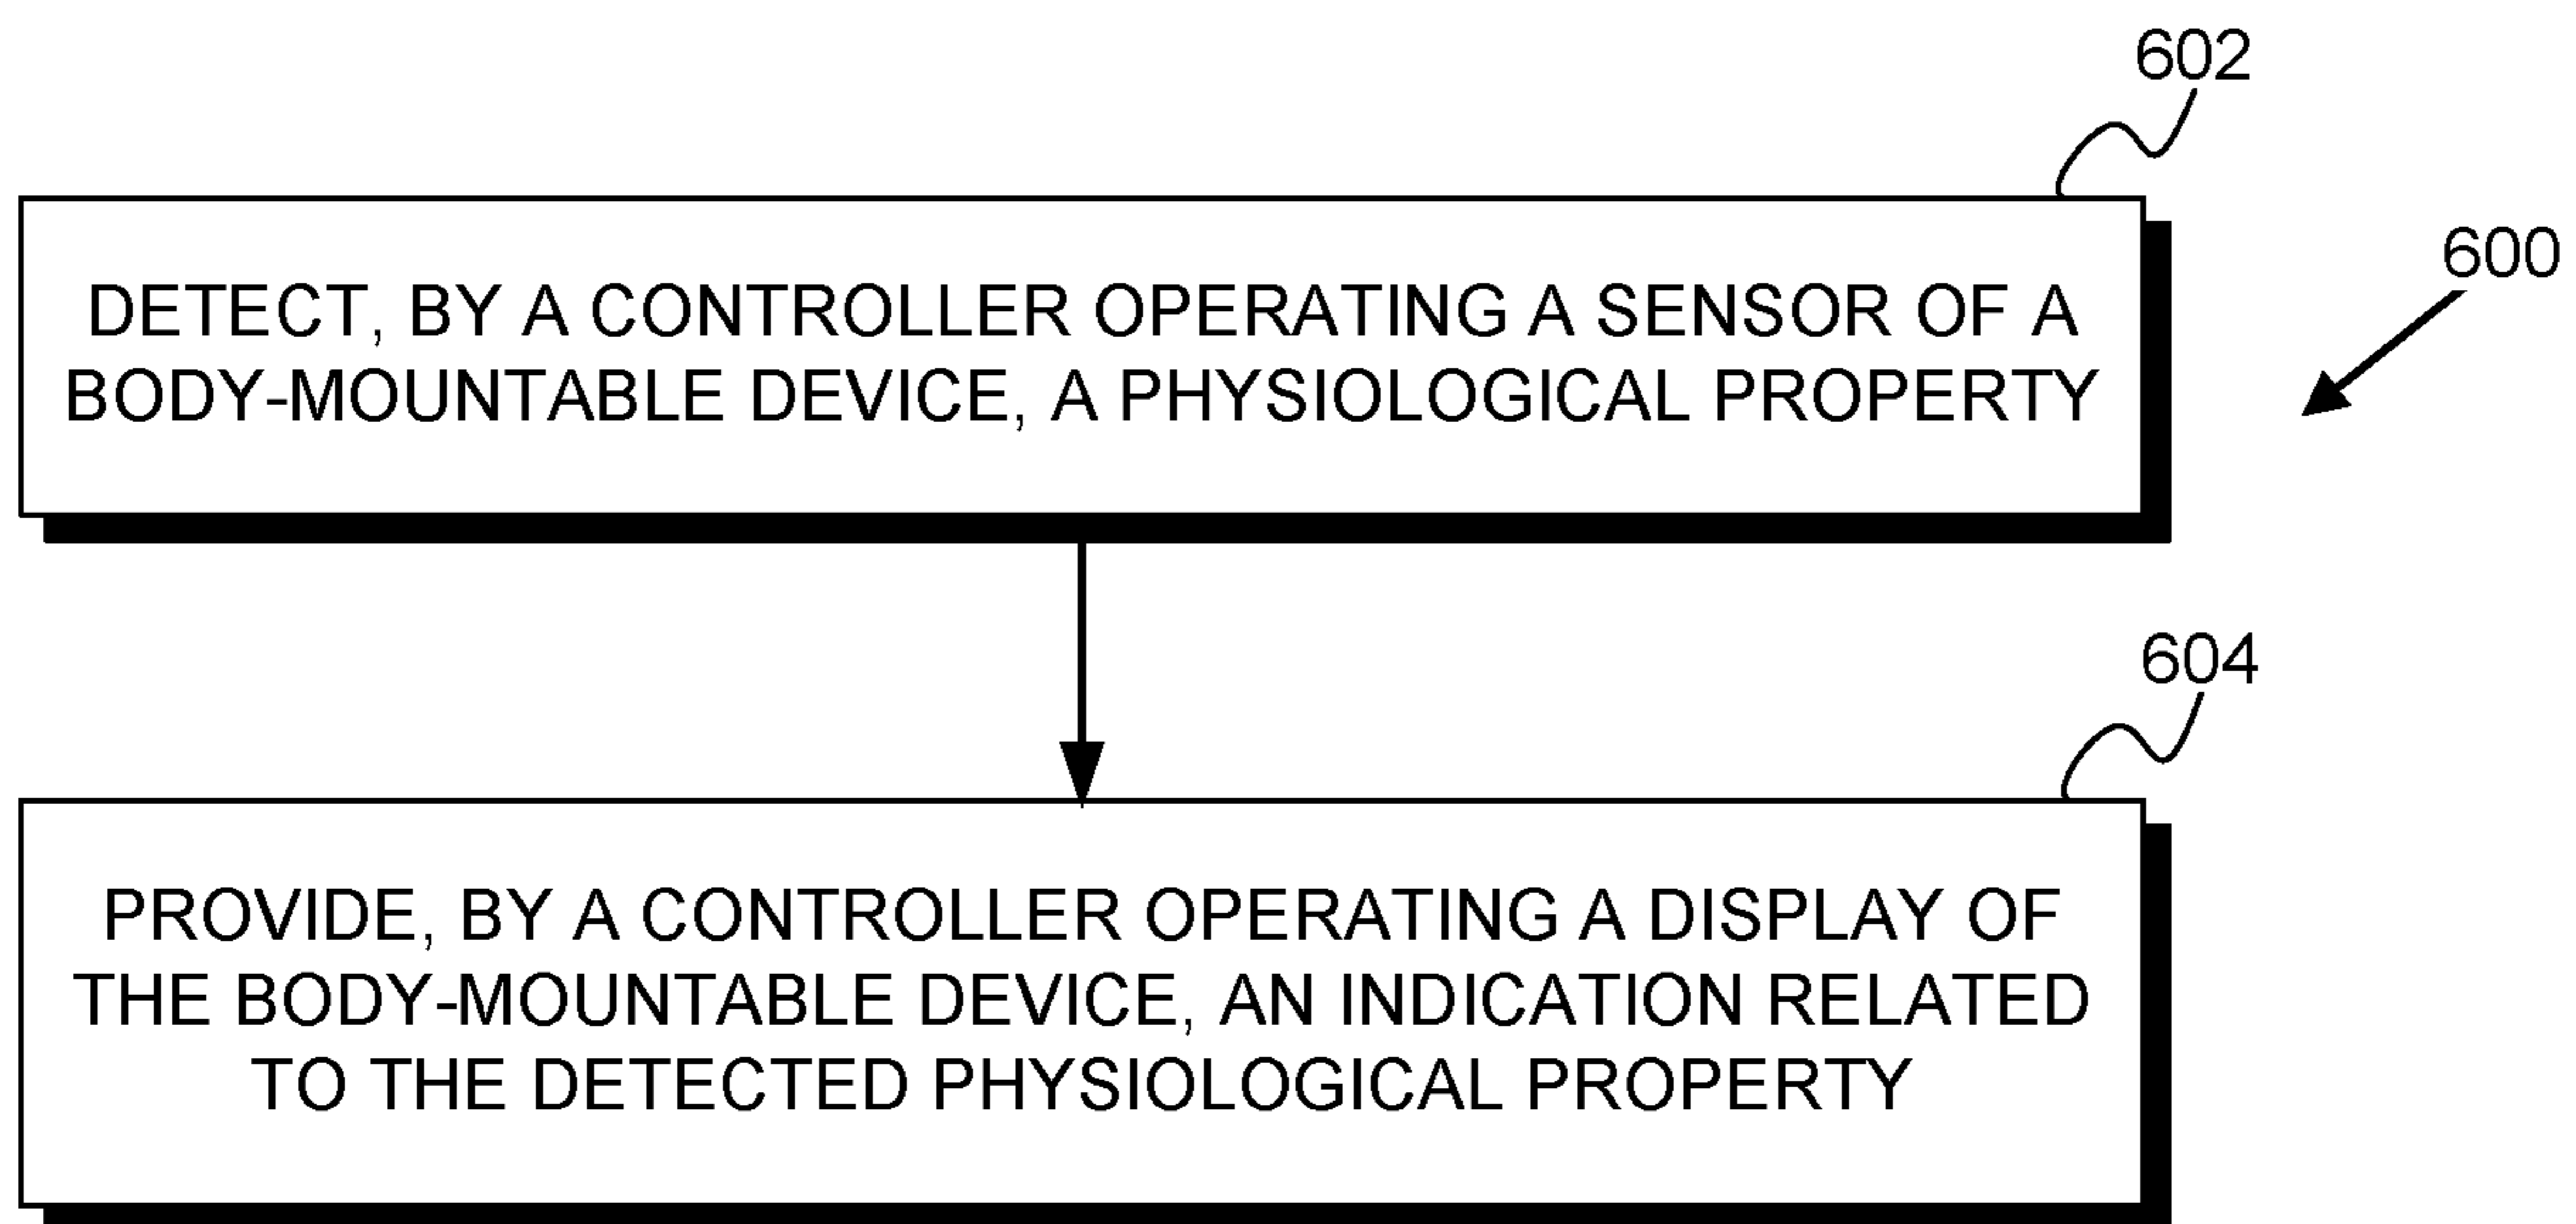 602
600
DETECT, BY A CONTROLLER OPERATING A SENSOR OF A
BODY-MOUNTABLE DEVICE, A PHYSIOLOGICAL PROPERTY
604
PROVIDE, BY A CONTROLLER OPERATING A DISPLAY OF
THE BODY-MOUNTABLE DEVICE, AN INDICATION RELATED
TO THE DETECTED PHYSIOLOGICAL PROPERTY